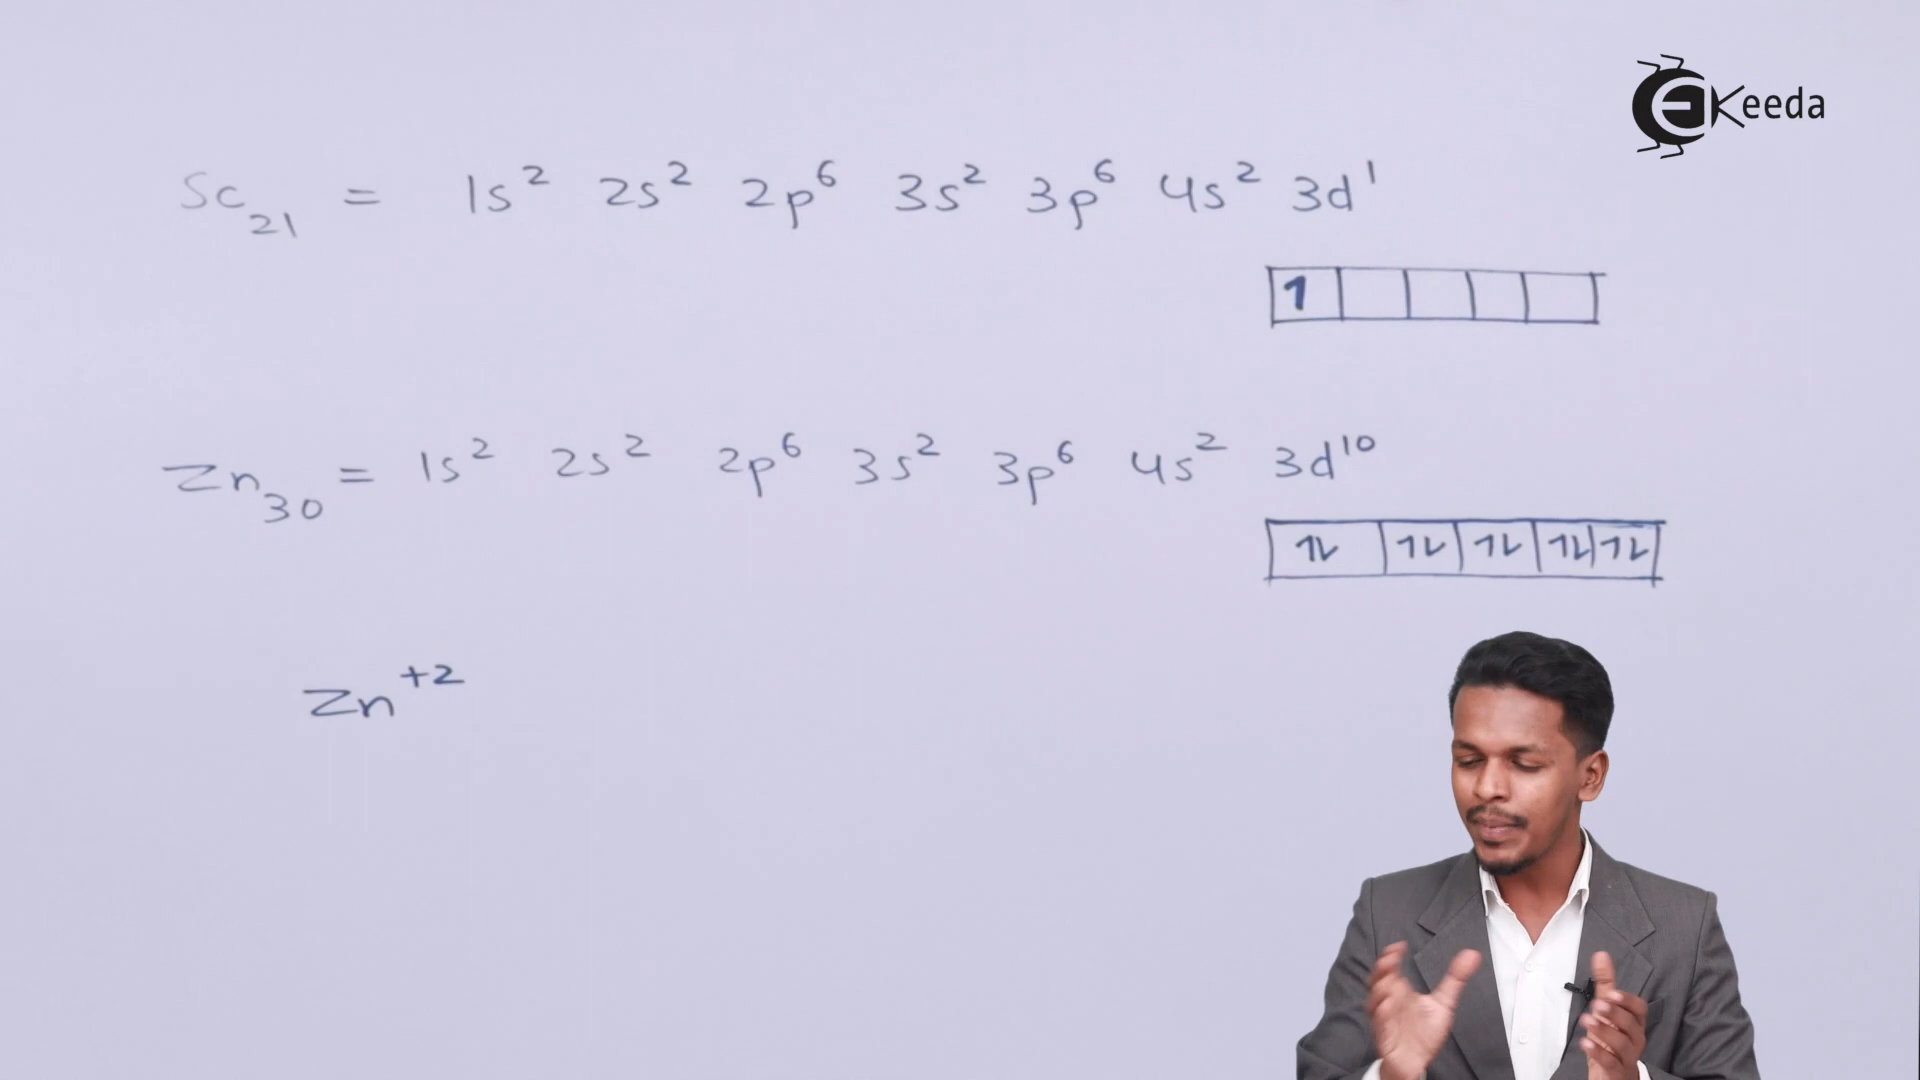 Keeda
Sc₂₁ = 1s² 2s² 2p⁶ 3s² 3p⁶ 4s² 3d¹
1
Zn₃₀ = 1s² 2s² 2p⁶ 3s² 3p⁶ 4s² 3d¹⁰
1L 1L 1L 1L 1L
Zn⁺²